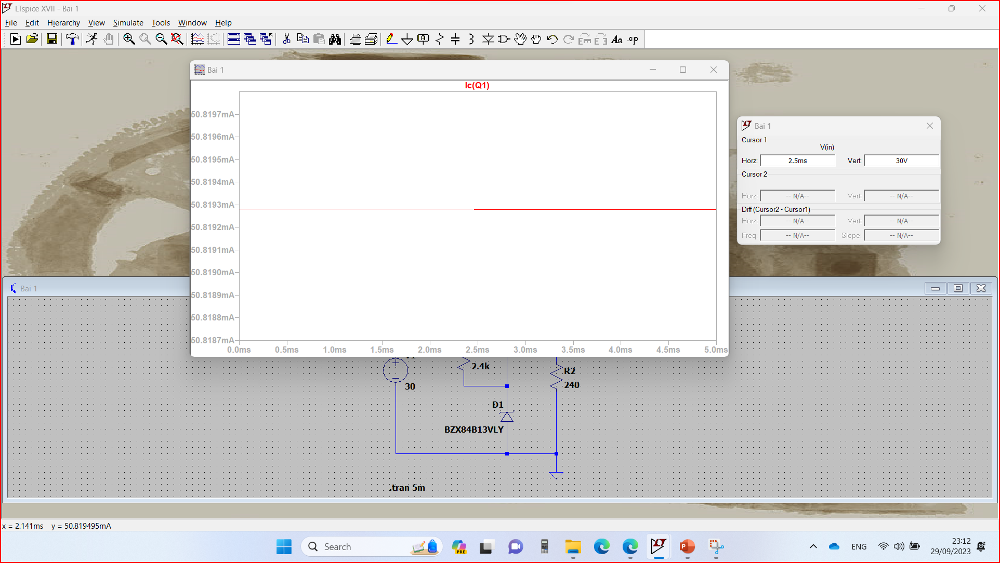 LTspice XVII - Bai 1
File Edit Hierarchy View Simulate Tools Window Help
Bai 1
Ic(Q1)
50.8197mA
50.8196mA
50.8195mA
50.8194mA
50.8193mA
50.8192mA
50.8191mA
50.8190mA
50.8189mA
50.8188mA
50.8187mA
0.0ms 0.5ms 1.0ms 1.5ms 2.0ms 2.5ms 3.0ms 3.5ms 4.0ms 4.5ms 5.0ms
Bai 1
Cursor 1
V(in)
Horz: 2.5ms Vert: 30V
Cursor 2
Horz: -- N/A-- Vert: -- N/A--
Diff (Cursor2 - Cursor1)
Horz: -- N/A-- Vert: -- N/A--
Freq: -- N/A-- Slope: -- N/A--
Bai 1
30
2.4k
R2
240
D1
BZX84B13VLY
.tran 5m
x = 2.141ms y = 50.819495mA
Search
PRE
ENG
23:12
29/09/2023